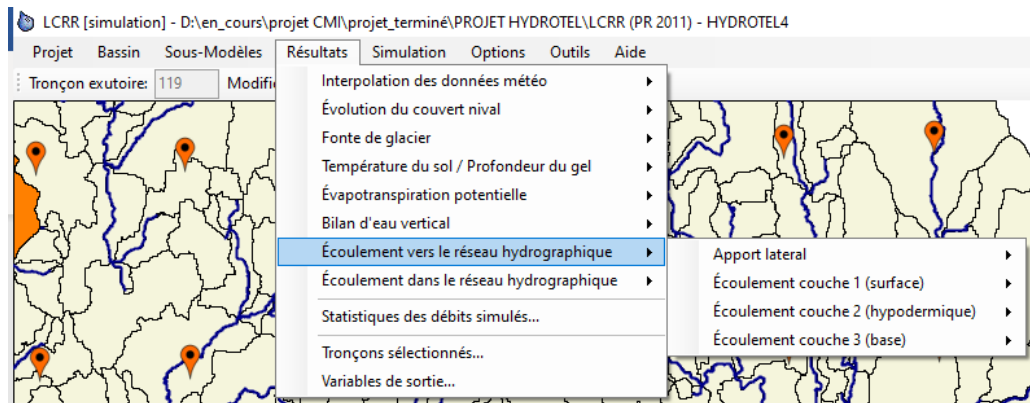 LCRR [simulation] - D:\en_cours\projet CMI\projet_terminé\PROJET HYDROTEL\LCRR (PR 2011) - HYDROTEL4
Projet Bassin Sous-Modèles Résultats Simulation Options Outils Aide
Tronçon exutoire: 119 Modifi
Interpolation des données météo
Évolution du couvert nival
Fonte de glacier
Température du sol / Profondeur du gel
Évapotranspiration potentielle
Bilan d'eau vertical
Écoulement vers le réseau hydrographique
Écoulement dans le réseau hydrographique
Statistiques des débits simulés...
Tronçons sélectionnés...
Variables de sortie...
Apport lateral
Écoulement couche 1 (surface)
Écoulement couche 2 (hypodermique)
Écoulement couche 3 (base)